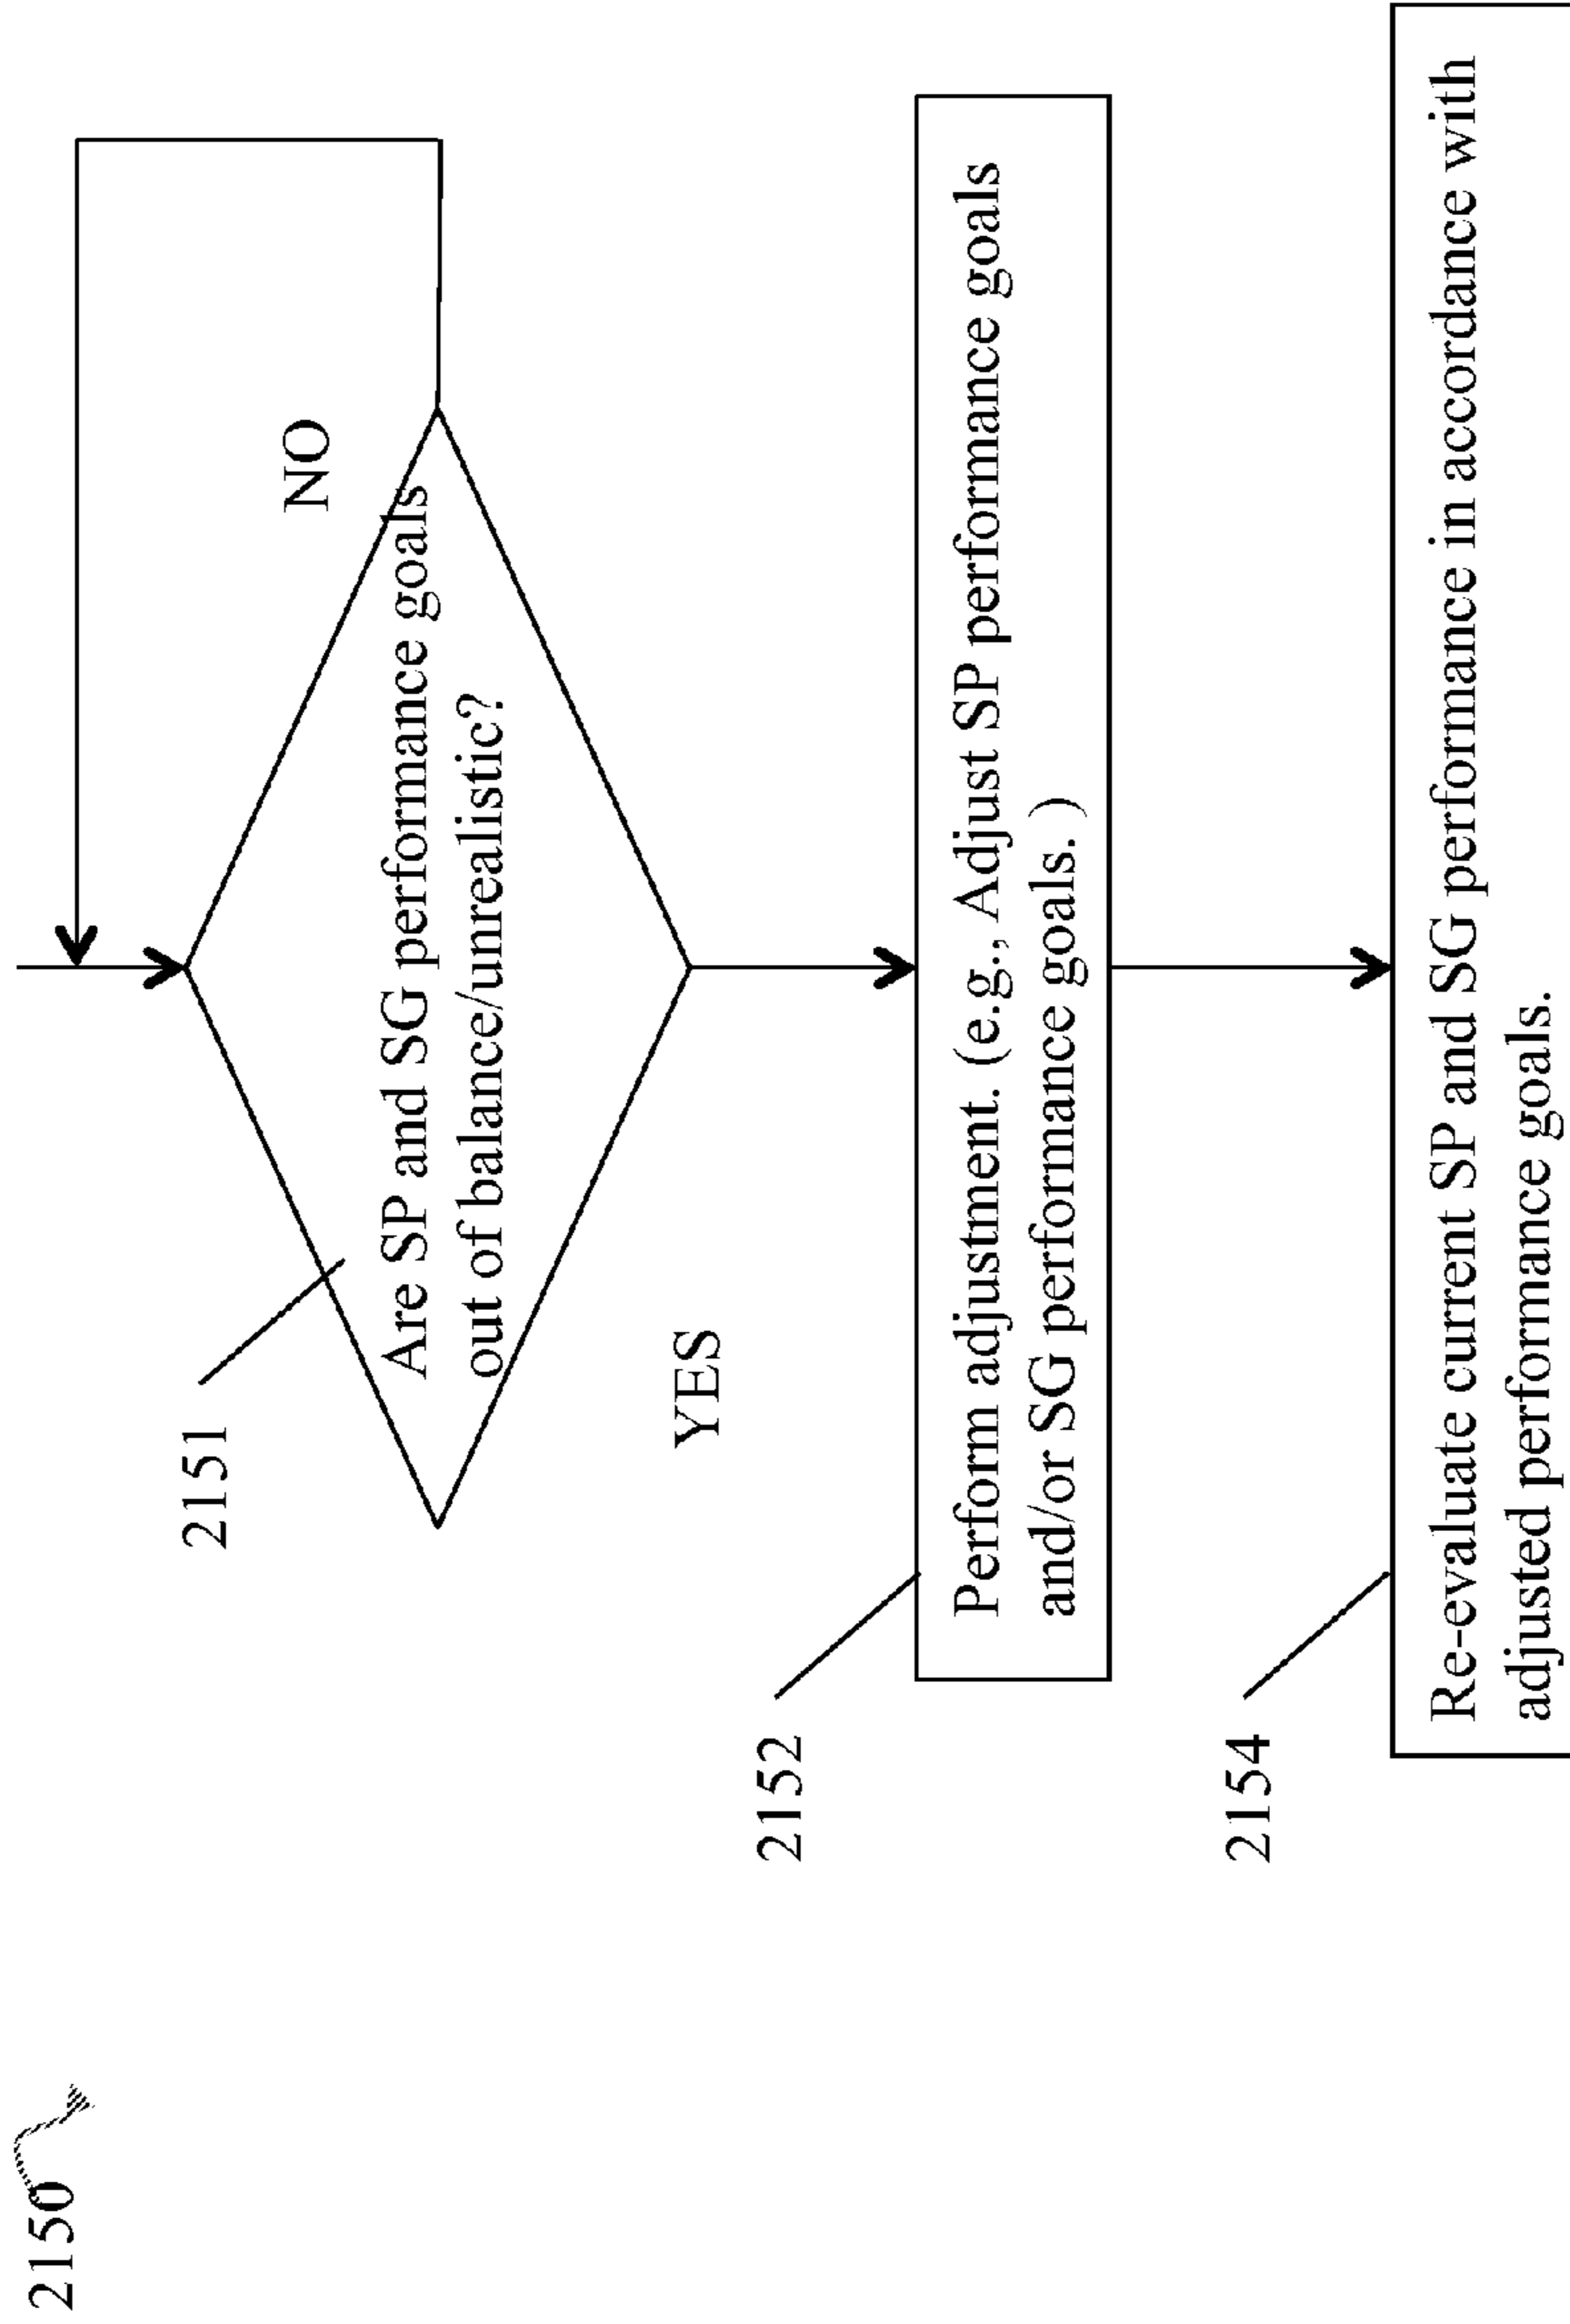 2150
2151
Are SP and SG performance goals
out of balance/unrealistic?
NO
YES
2152
Perform adjustment. (e.g., Adjust SP performance goals
and/or SG performance goals. )
2154
Re-evaluate current SP and SG performance in accordance with
adjusted performance goals.